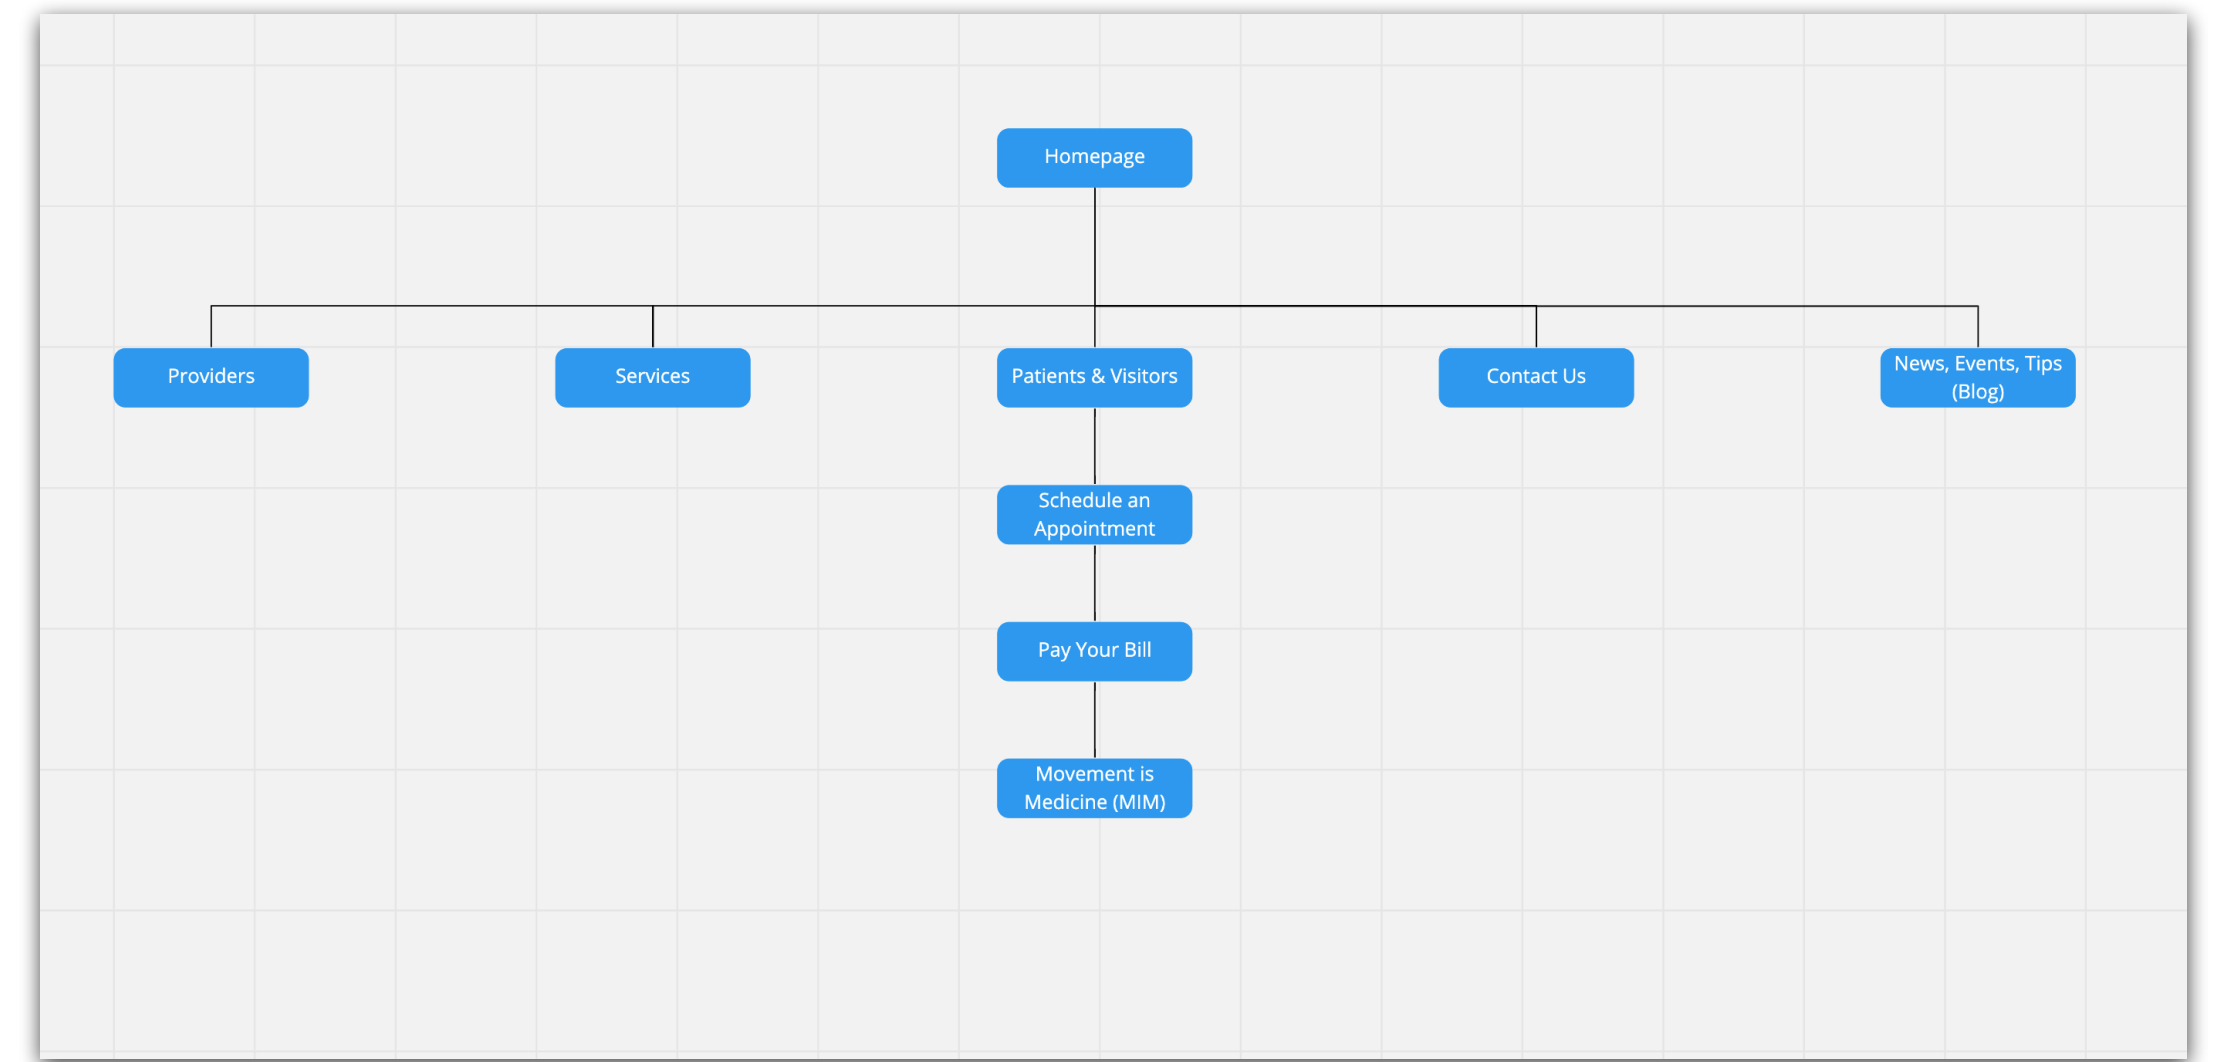 Homepage
Providers
Services
Patients & Visitors
Contact Us
News, Events, Tips
(Blog)
Schedule an
Appointment
Pay Your Bill
Movement is
Medicine (MIM)